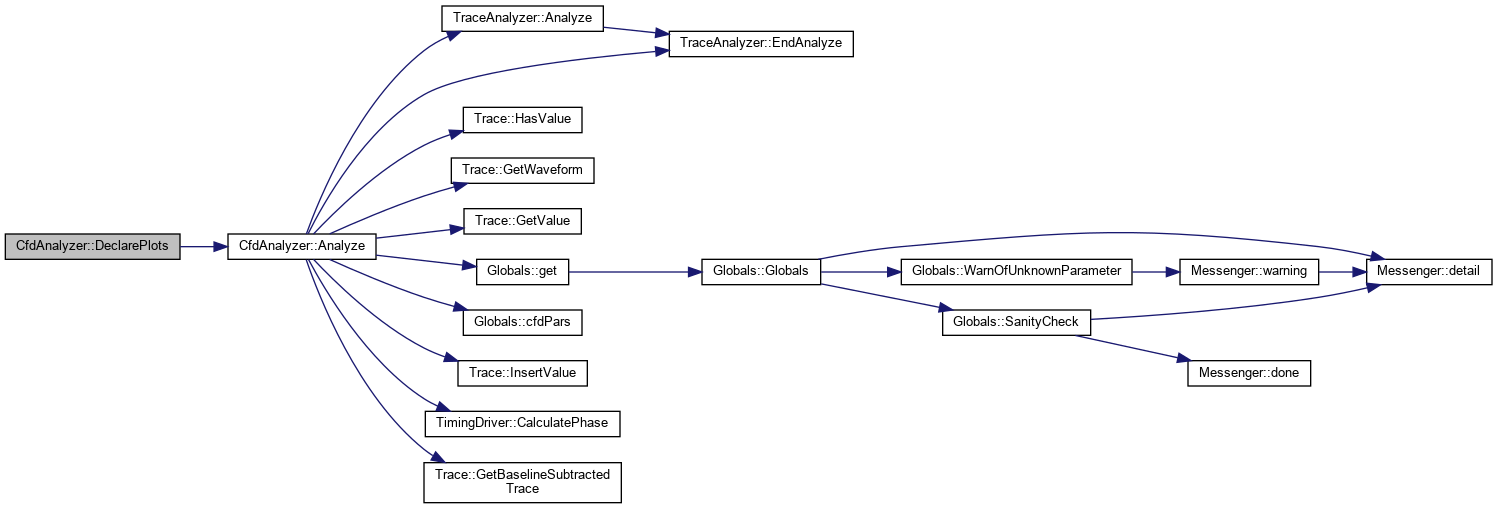 TraceAnalyzer::Analyze
TraceAnalyzer::EndAnalyze
Trace::HasValue
Trace::GetWaveform
Trace::GetValue
CfdAnalyzer::DeclarePlots
CfdAnalyzer::Analyze
Globals::get
Globals::Globals
Globals::WarnOfUnknownParameter
Messenger::warning
Messenger::detail
Globals::cfdPars
Globals::SanityCheck
Trace::InsertValue
Messenger::done
TimingDriver::CalculatePhase
Trace::GetBaselineSubtracted
Trace